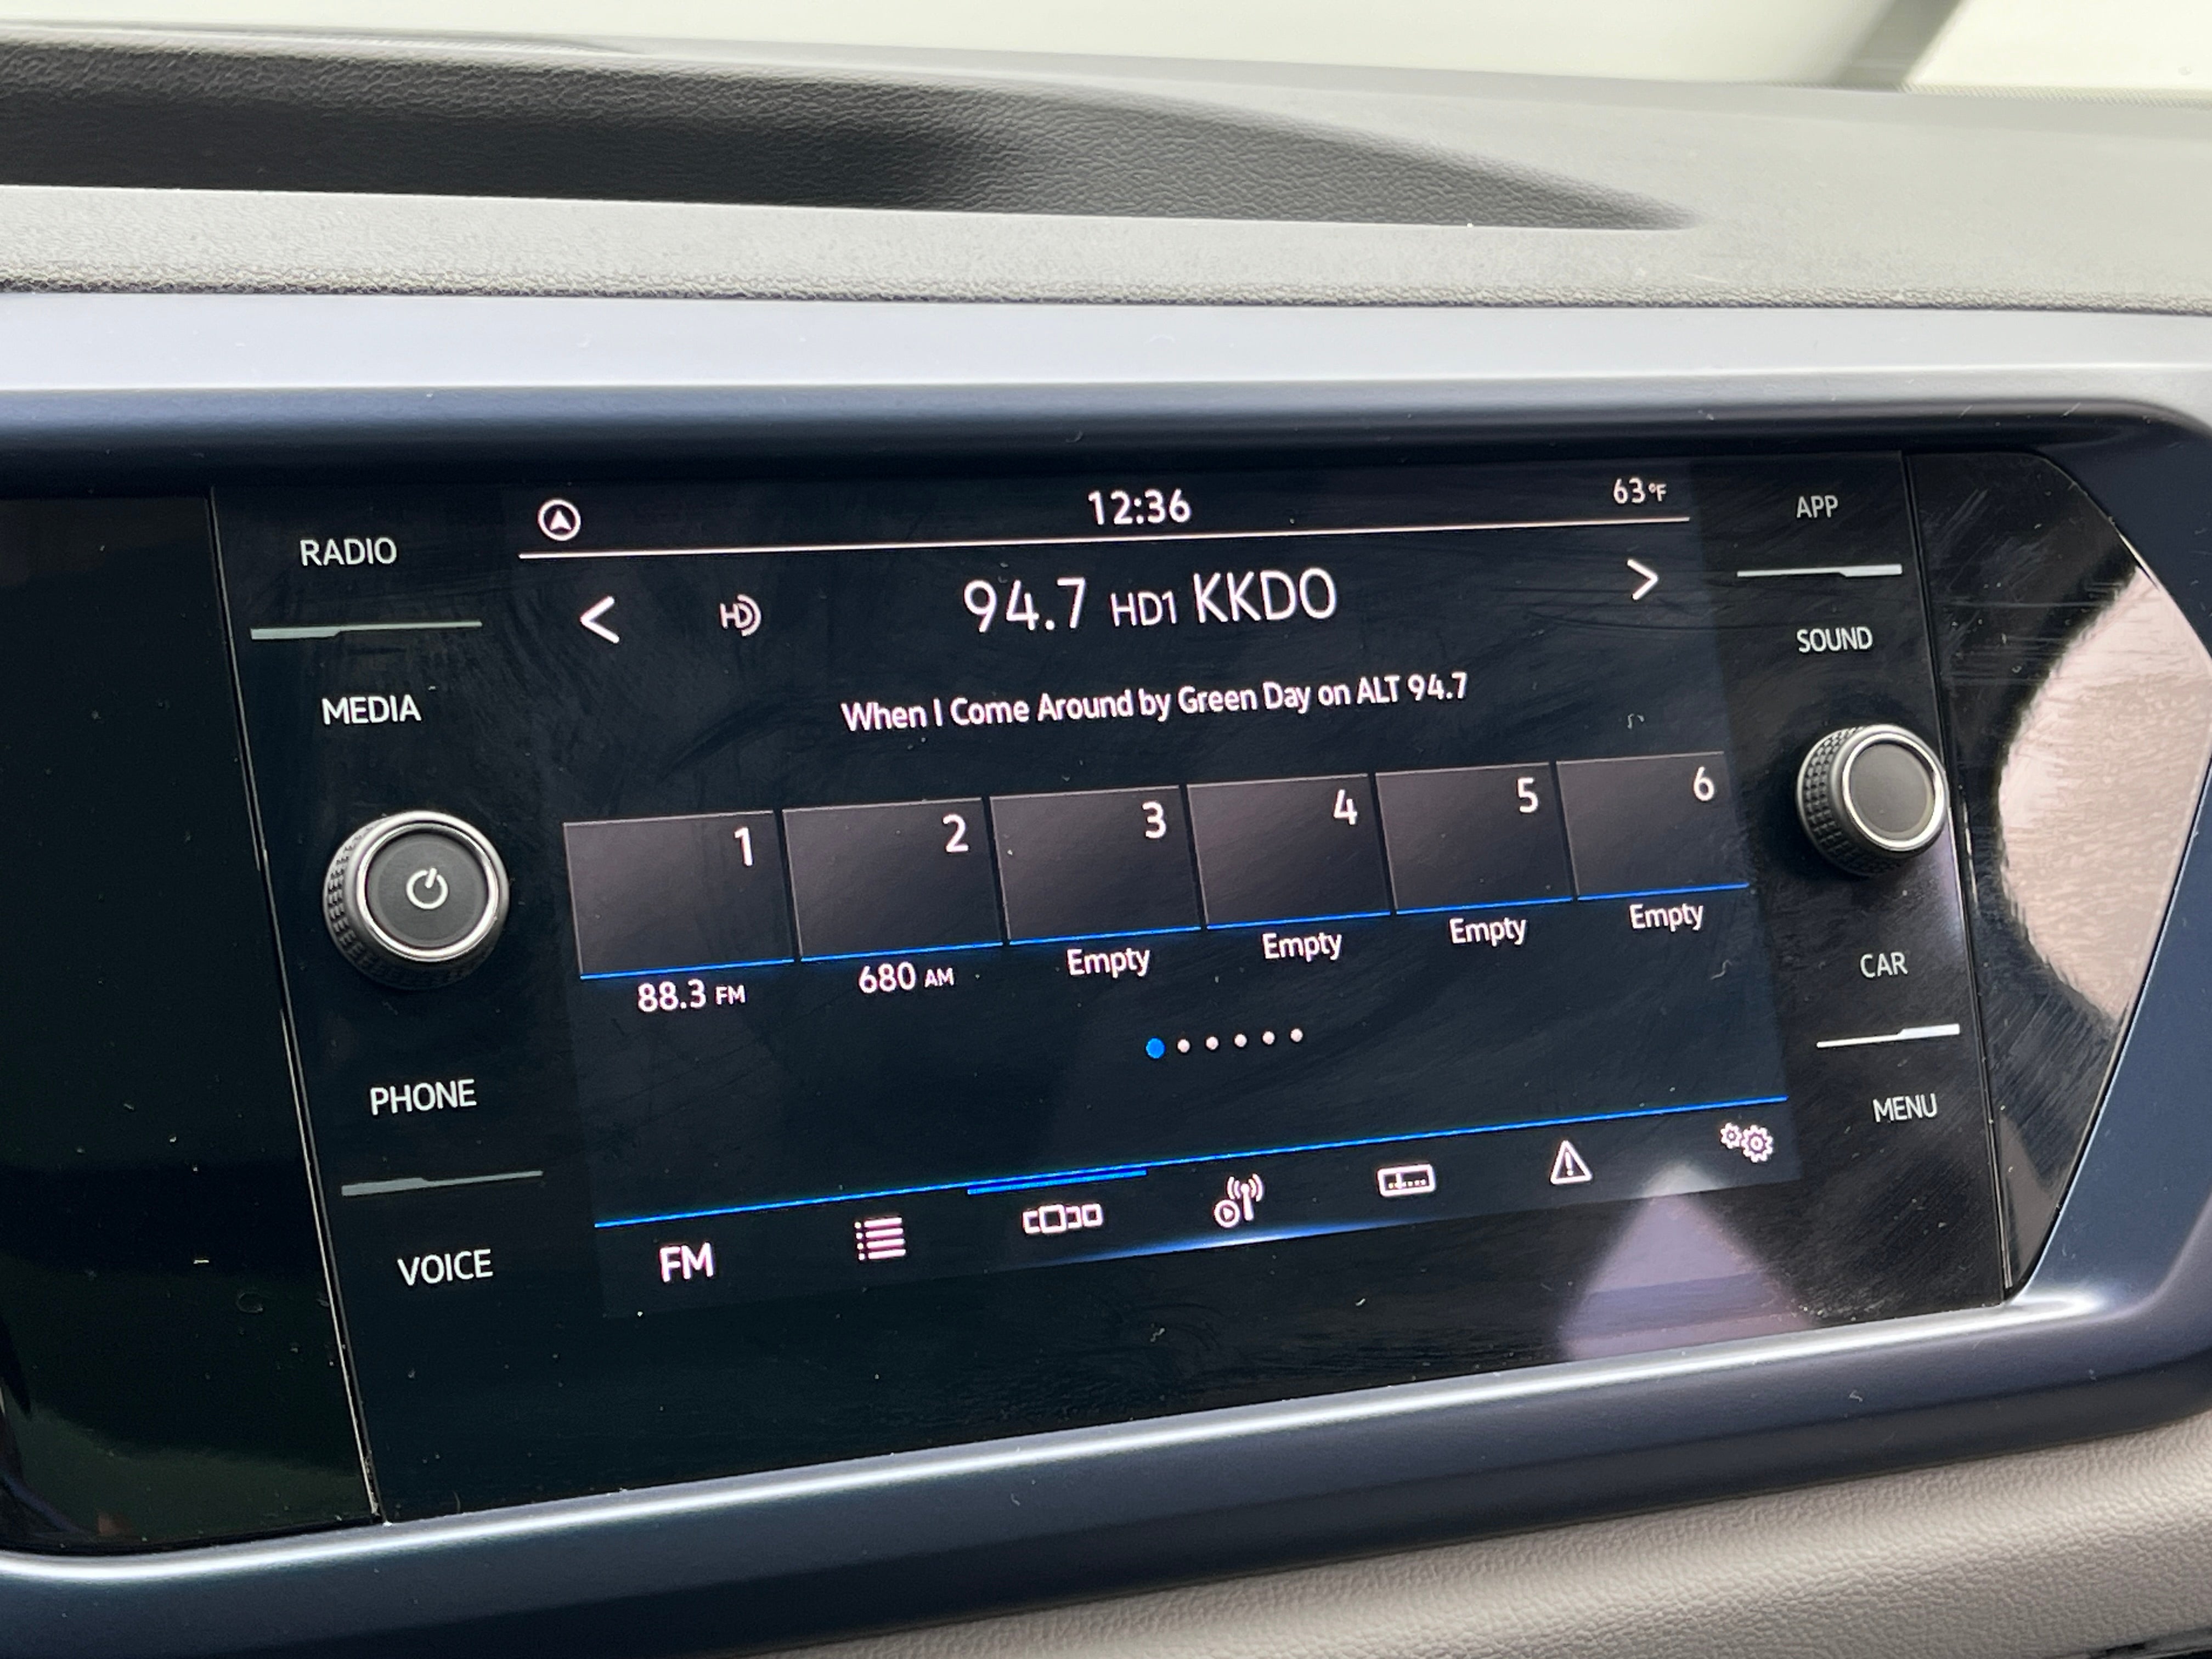 RADIO
MEDIA
PHONE
VOICE
12:36
63°F
HD
94.7 HD1 KKDO
When I Come Around by Green Day on ALT 94.7
1
2
3
4
5
6
88.3 FM
680 AM
Empty
Empty
Empty
Empty
FM
APP
SOUND
CAR
MENU